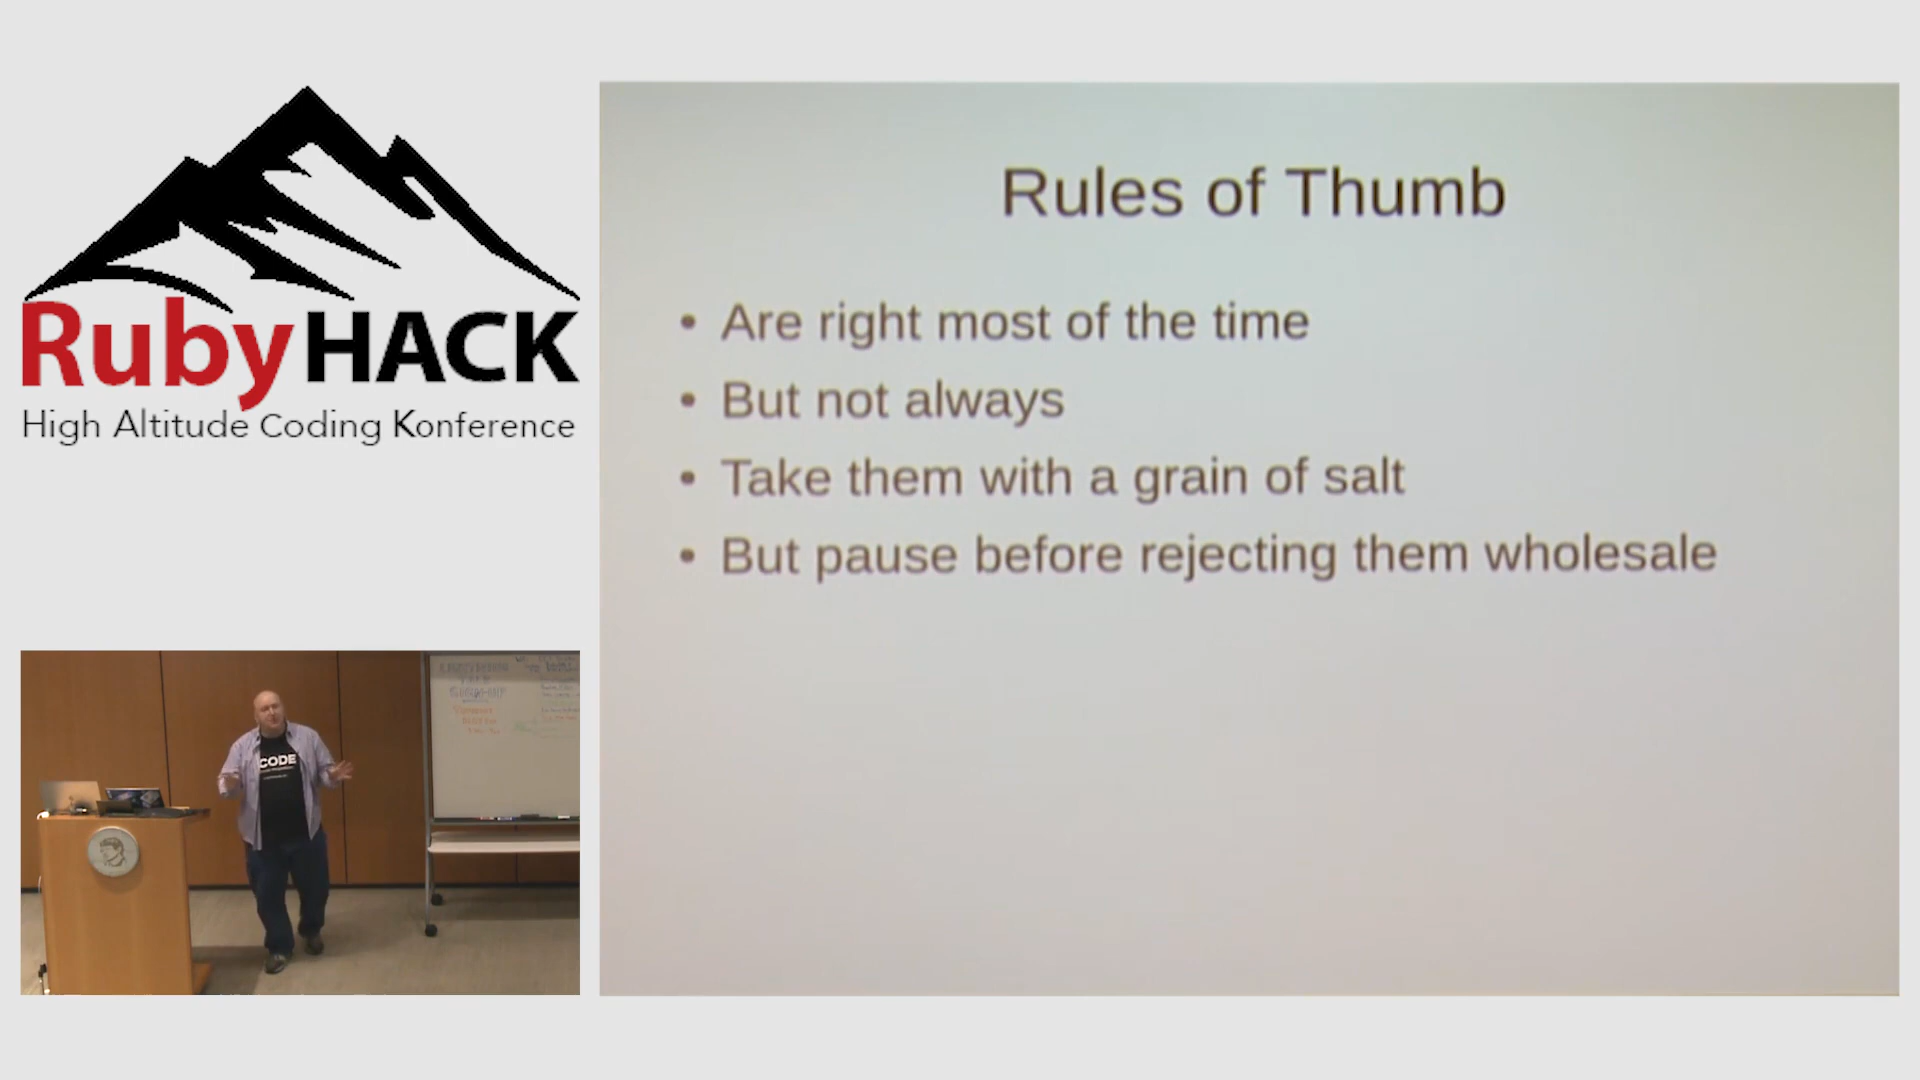 RubyHACK
High Altitude Coding Konference
Rules of Thumb
• Are right most of the time
• But not always
• Take them with a grain of salt
• But pause before rejecting them wholesale
CODE